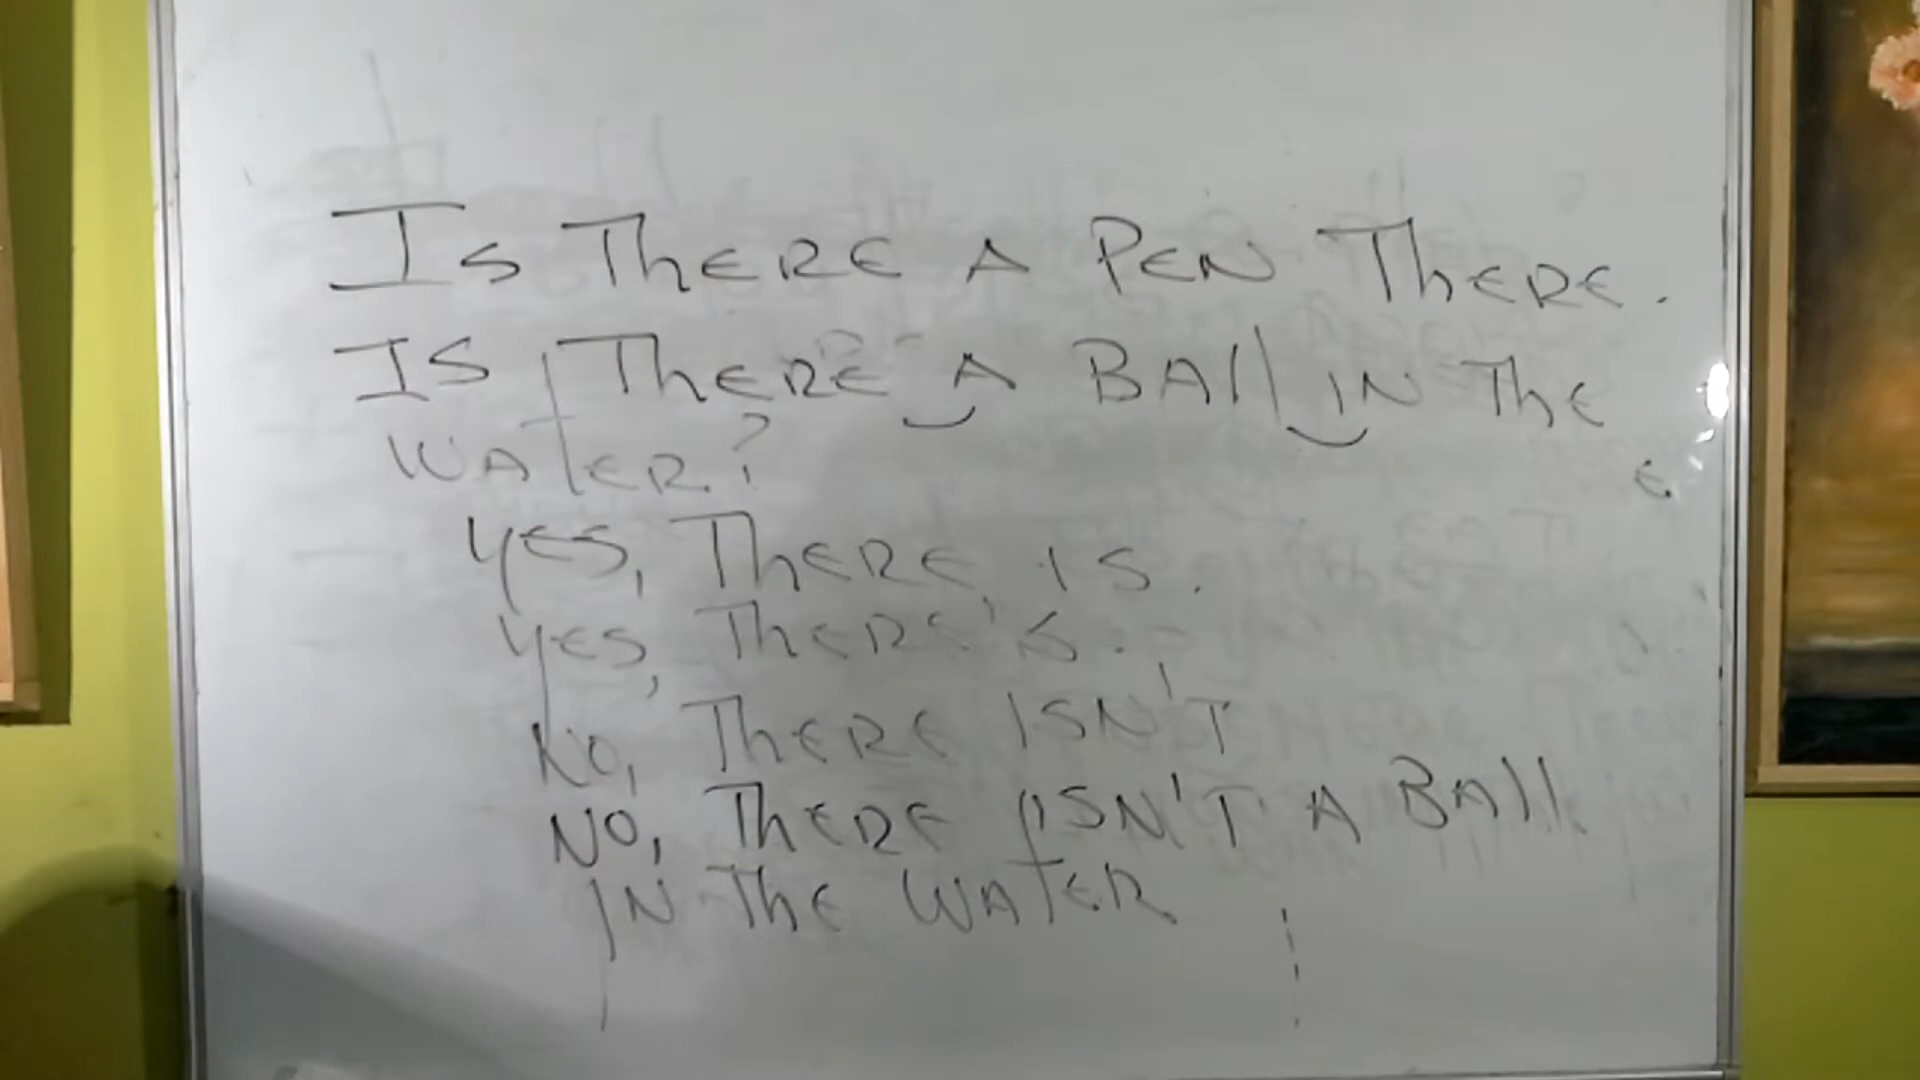 Is There A Pen There.
Is There A Ball in The
Water?
Yes, There is.
Yes, There's.
No, There isn't
No, There isn't A Ball
in The Water